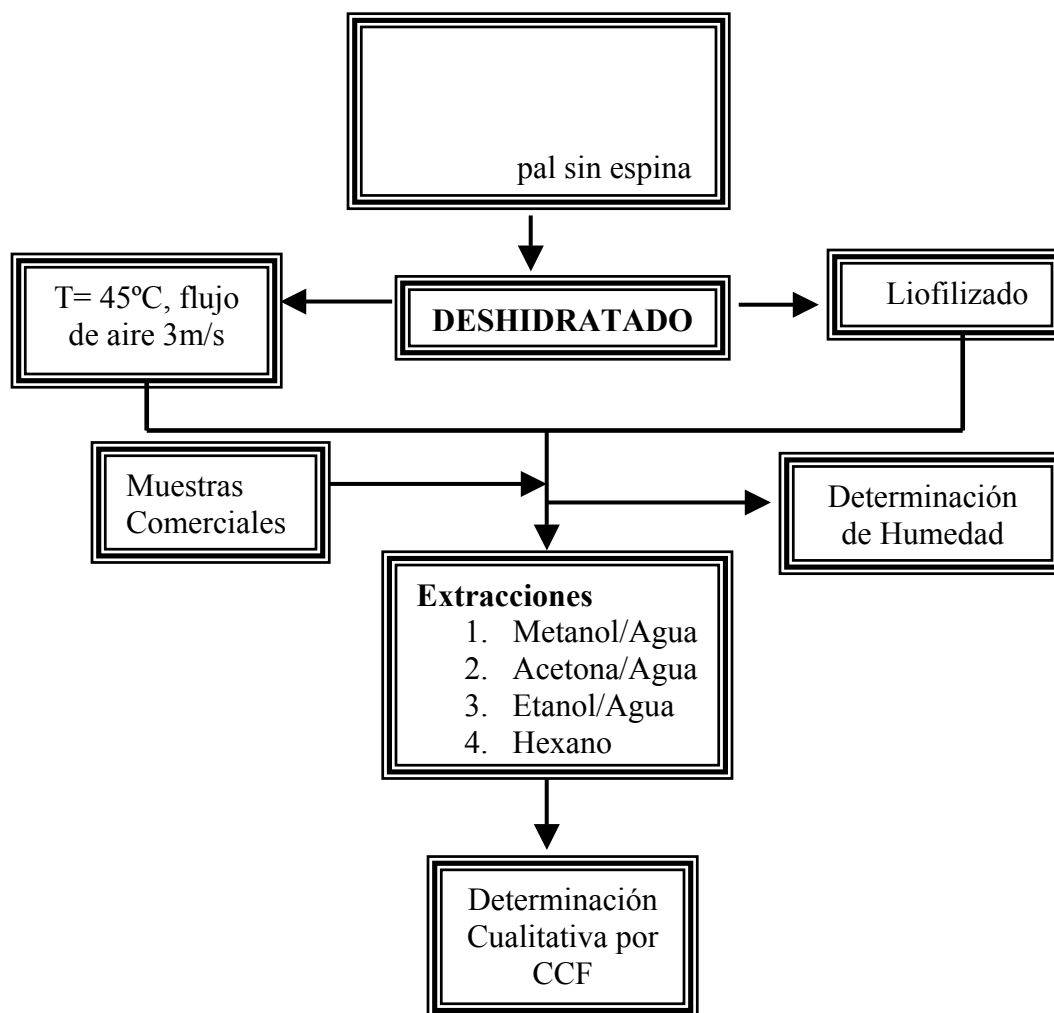 pal sin espina
T= 45ºC, flujo
de aire 3m/s
DESHIDRATADO
Liofilizado
Muestras
Comerciales
Determinación
de Humedad
Extracciones
1. Metanol/Agua
2. Acetona/Agua
3. Etanol/Agua
4. Hexano
Determinación
Cualitativa por
CCF